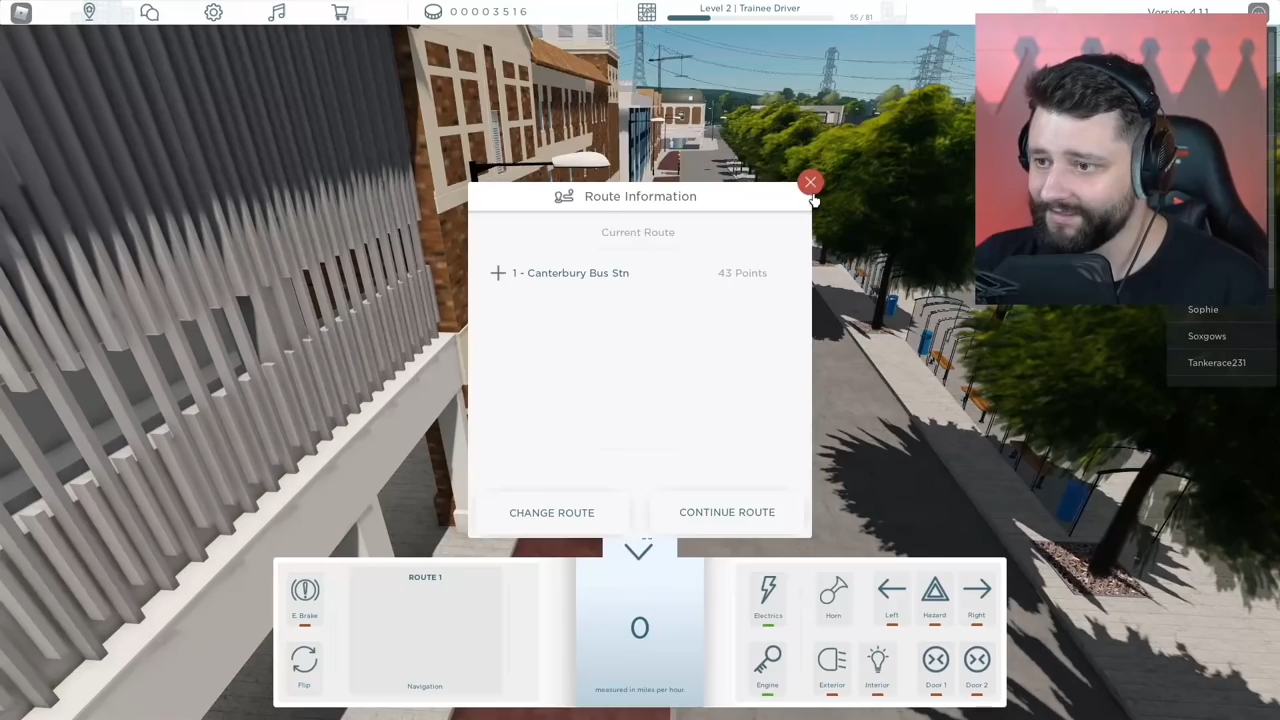 00003516
Level 2 | Trainee Driver
55 / 81
Version 4.1.1
Route Information
Current Route
1 - Canterbury Bus Stn
43 Points
CHANGE ROUTE
CONTINUE ROUTE
Sophie
Soxgows
Tankerace231
E. Brake
Flip
ROUTE 1
Navigation
0
measured in miles per hour.
Electrics
Horn
Left
Hazard
Right
Engine
Exterior
Interior
Door 1
Door 2